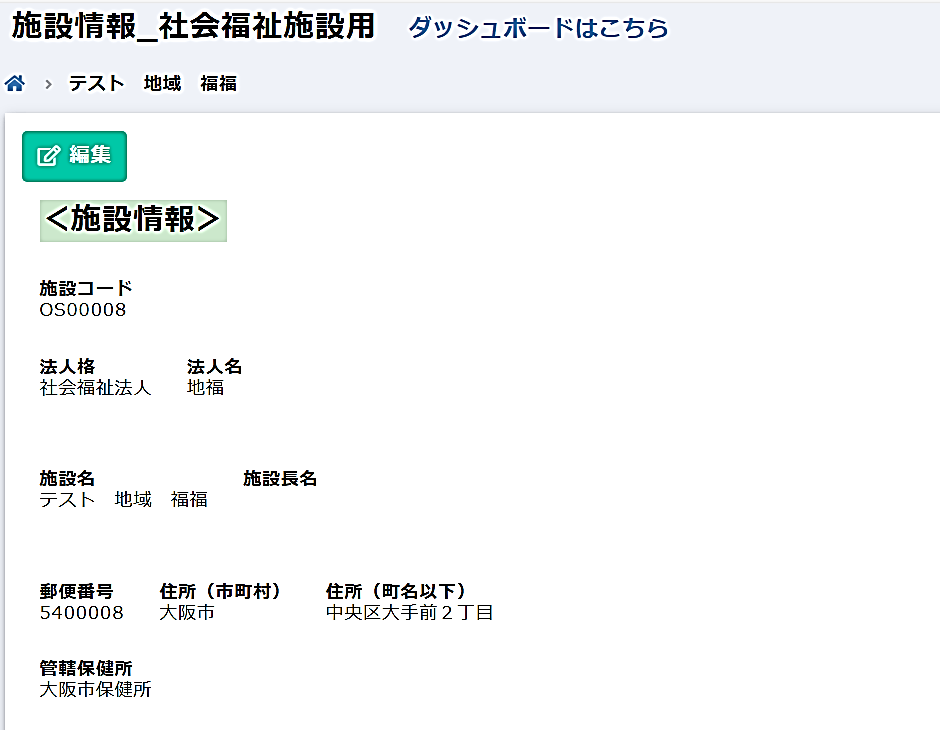 施設情報_社会福祉施設用 ダッシュボードはこちら
テスト　地域　福福
編集
＜施設情報＞
施設コード
OS00008
法人格 法人名
社会福祉法人 地福
施設名 施設長名
テスト　地域　福福
郵便番号 住所（市町村） 住所（町名以下）
5400008 大阪市 中央区大手前２丁目
管轄保健所
大阪市保健所